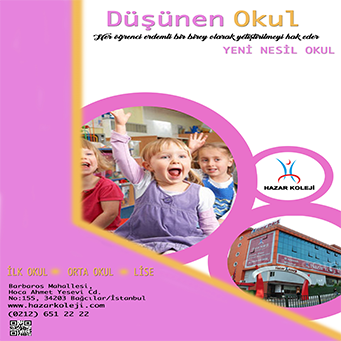 Düşünen Okul
Her öğrenci erdemli bir birey olarak yetiştirilmeyi hak eder
YENİ NESİL OKUL
HAZAR KOLEJİ
İLK OKUL ORTA OKUL LİSE
Barbaros Mahallesi,
Hoca Ahmet Yesevi Cd.
No:155, 34203 Bağcılar/İstanbul
www.hazarkoleji.com
(0212) 651 22 22